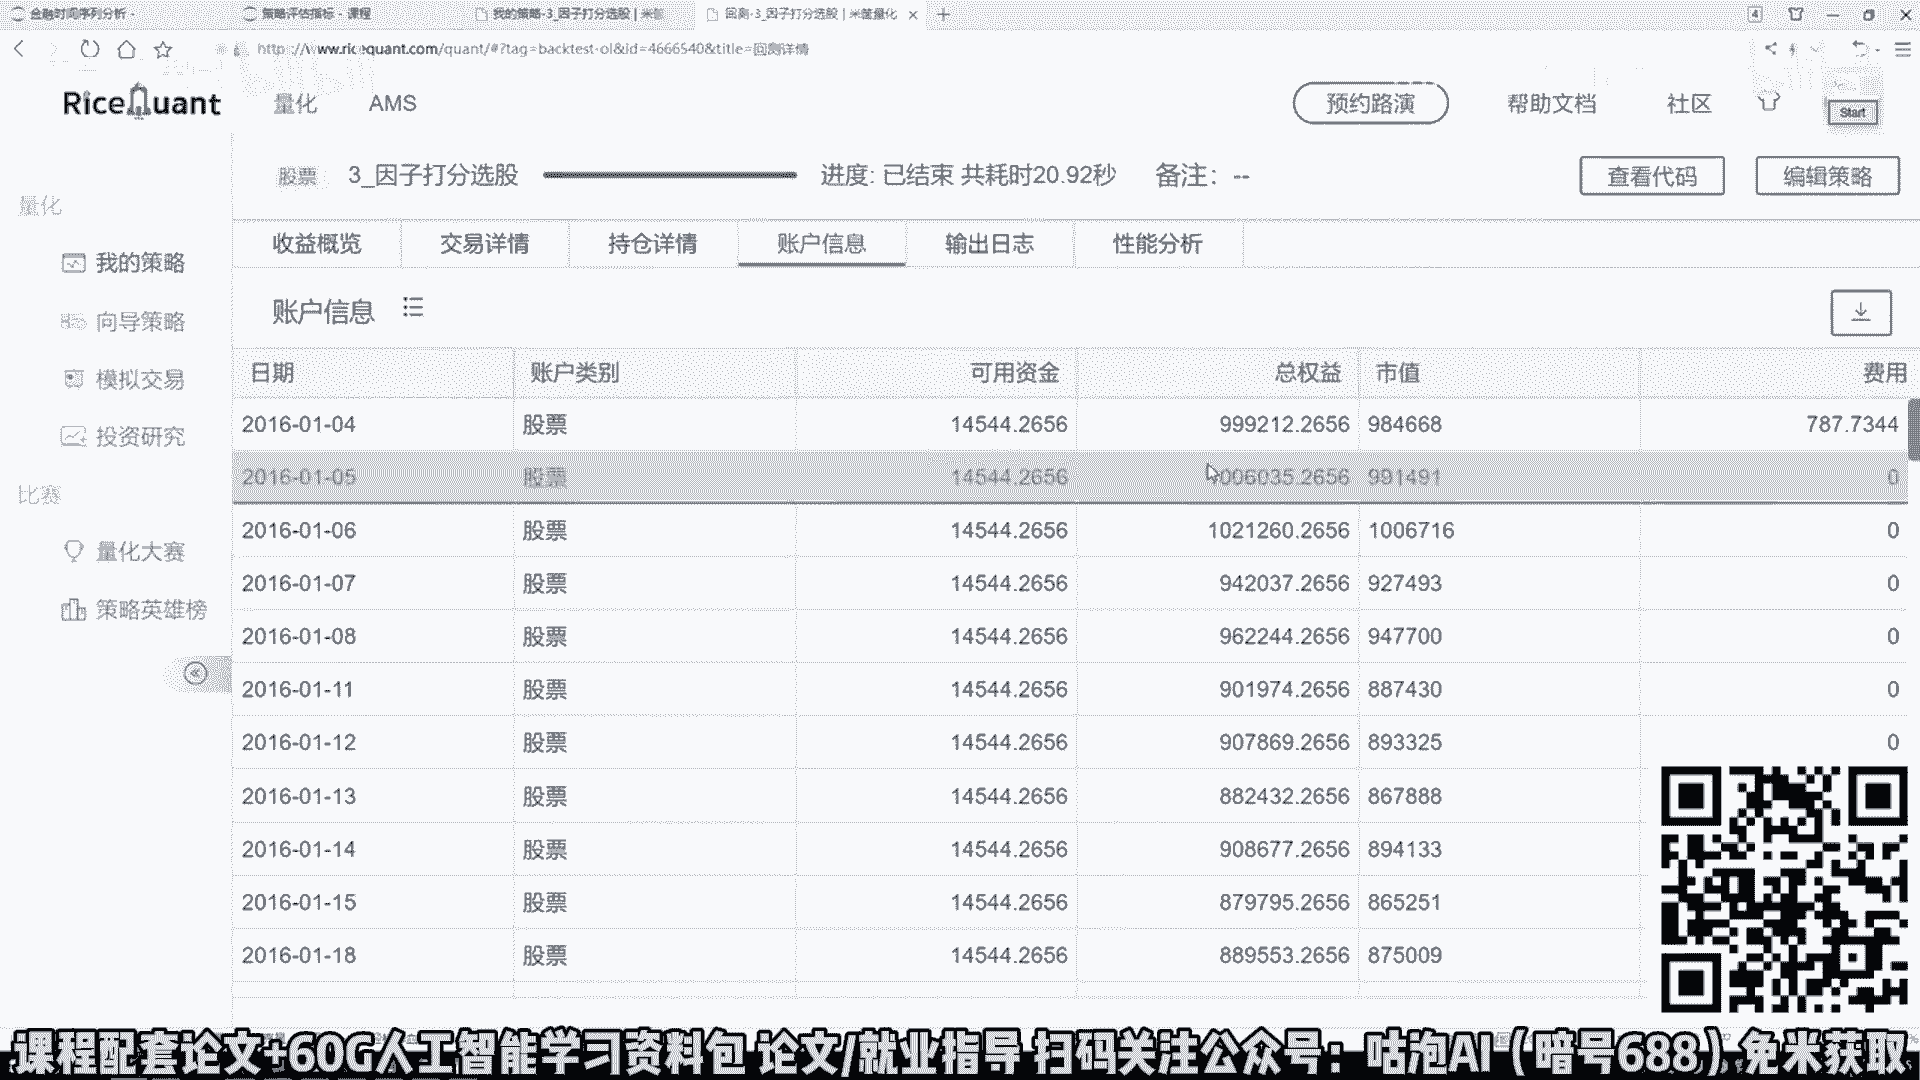 金融时间序列分析 -
策略评估指标 - 课程
我的策略-3_因子打分选股 | 米筐
回测-3_因子打分选股 | 米筐量化
4
ricequant.com/quant/#?tag=backtest-ol&id=4666540&title=回测详情
RiceQuant
量化
AMS
预约路演
帮助文档
社区
Start
股票
3_因子打分选股
进度: 已结束 共耗时20.92秒
备注: --
查看代码
编辑策略
量化
我的策略
向导策略
模拟交易
投资研究
比赛
量化大赛
策略英雄榜
收益概览 交易详情 持仓详情 账户信息 输出日志 性能分析
账户信息
日期 账户类别 可用资金 总权益 市值 费用
2016-01-04 股票 14544.2656 999212.2656 984668 787.7344
2016-01-05 股票 14544.2656 006035.2656 991491 0
2016-01-06 股票 14544.2656 1021260.2656 1006716 0
2016-01-07 股票 14544.2656 942037.2656 927493 0
2016-01-08 股票 14544.2656 962244.2656 947700 0
2016-01-11 股票 14544.2656 901974.2656 887430 0
2016-01-12 股票 14544.2656 907869.2656 893325 0
2016-01-13 股票 14544.2656 882432.2656 867888
2016-01-14 股票 14544.2656 908677.2656 894133
2016-01-15 股票 14544.2656 879795.2656 865251
2016-01-18 股票 14544.2656 889553.2656 875009
课程配套论文+60G人工智能学习资料包 论文/就业指导 扫码关注公众号：咕泡AI（暗号688）免米获取